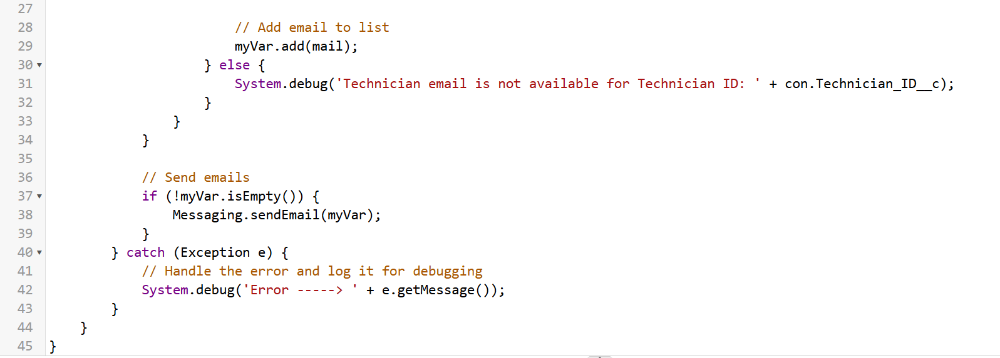 27
28                         // Add email to list
29                         myVar.add(mail);
30                     } else {
31                         System.debug('Technician email is not available for Technician ID: ' + con.Technician_ID__c);
32                     }
33                 }
34             }
35
36             // Send emails
37             if (!myVar.isEmpty()) {
38                 Messaging.sendEmail(myVar);
39             }
40         } catch (Exception e) {
41             // Handle the error and log it for debugging
42             System.debug('Error -----> ' + e.getMessage());
43         }
44     }
45 }